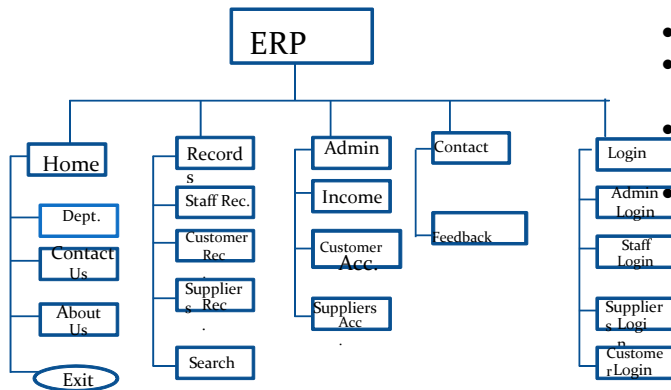 ERP
Home
Dept.
Contact
Us
About
Us
Exit
Record
s
Staff Rec.
Customer
Rec
.
Supplier
s Rec
.
Search
Admin
Income
Customer
Acc.
Suppliers
Acc
.
Contact
Feedback
Login
Admin
Login
Staff
Login
Supplier
s Logi
n
Custome
r Login